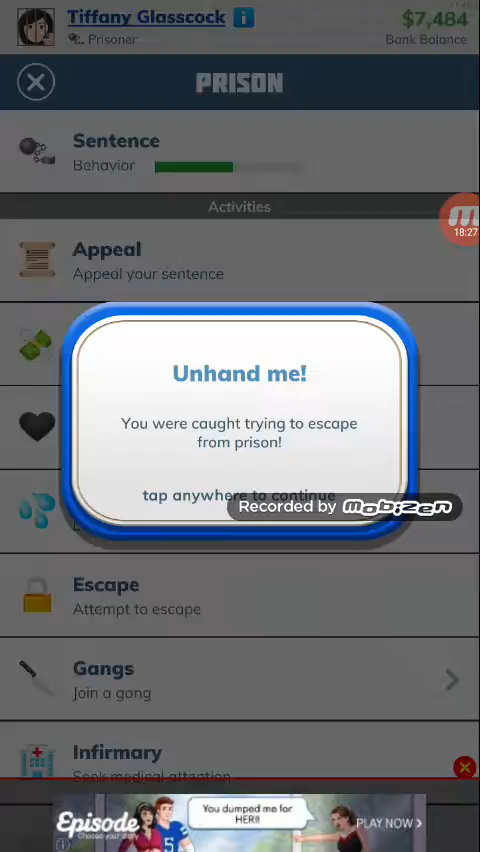 Tiffany Glasscock
$7,484
Prisoner
Bank Balance
PRISON
Sentence
Behavior
Activities
18:27
Appeal
Appeal your sentence
Unhand me!
You were caught trying to escape
from prison!
tap anywhere to continue
Recorded by MOBIZEN
Escape
Attempt to escape
Gangs
Join a gang
Infirmary
Seek medical attention
Episode
Choose your story
You dumped me for
HER!!
PLAY NOW >